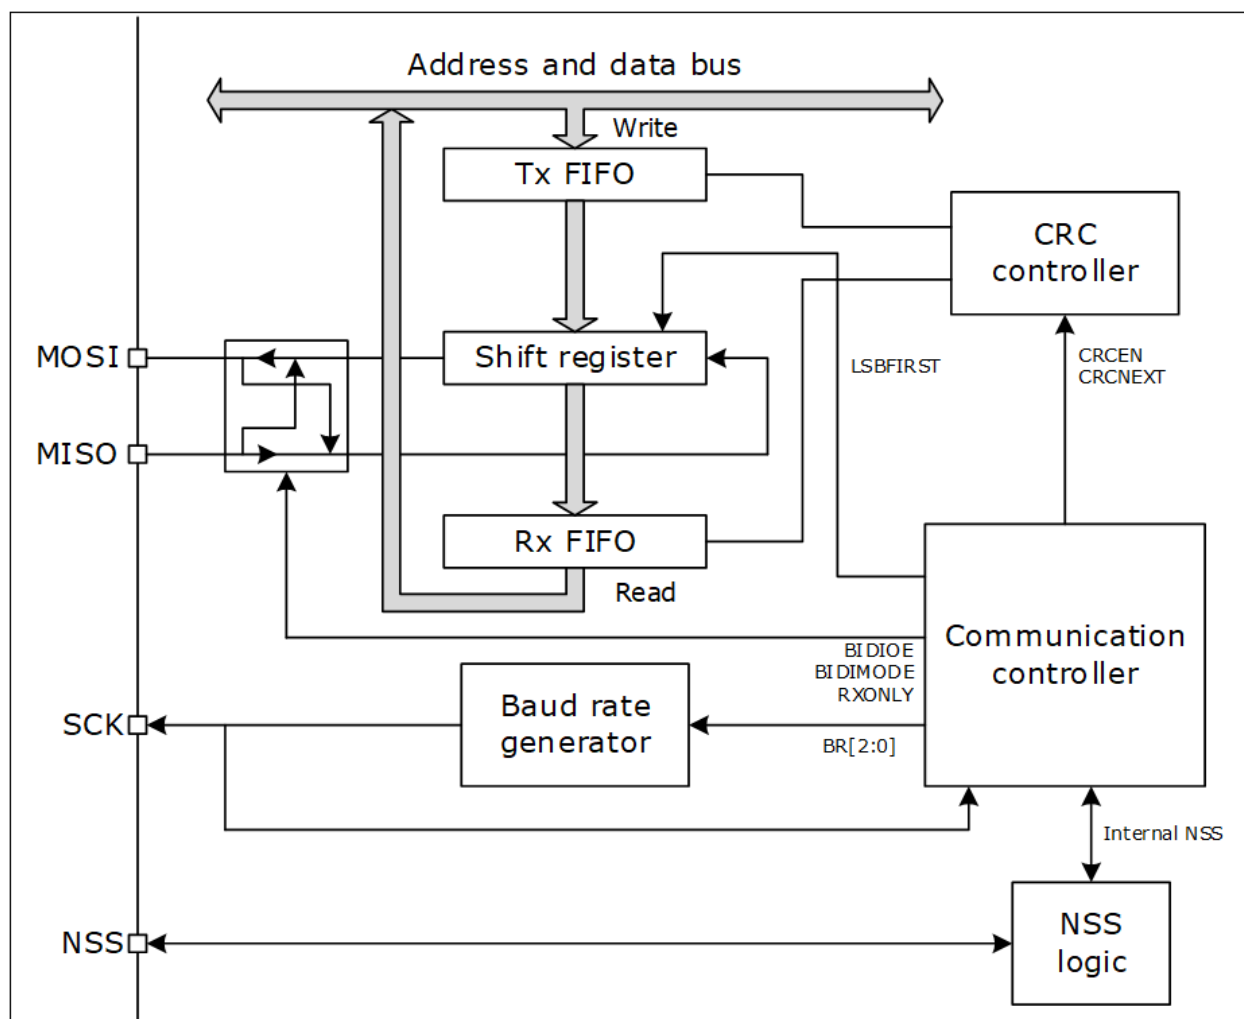 Address and data bus
Write
Tx FIFO
CRC
controller
MOSI
Shift register
LSBFIRST
CRCEN
CRCNEXT
MISO
Rx FIFO
Read
BIDIOE
BIDIMODE
RXONLY
Communication
controller
SCK
Baud rate
generator
BR[2:0]
Internal NSS
NSS
NSS
logic